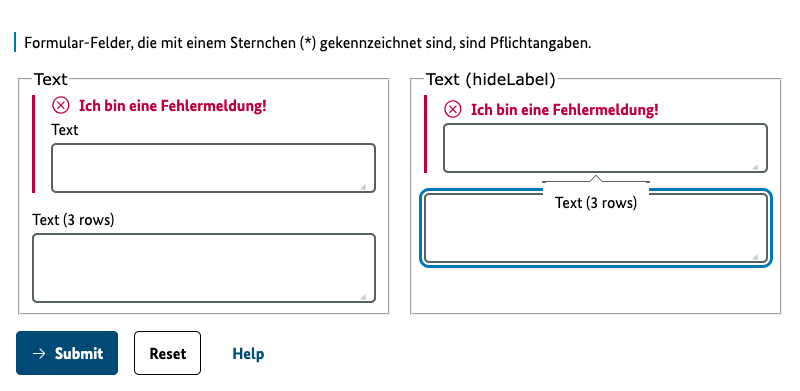 Formular-Felder, die mit einem Sternchen (*) gekennzeichnet sind, sind Pflichtangaben.
Text
Ich bin eine Fehlermeldung!
Text
Text (3 rows)
Text (hideLabel)
Ich bin eine Fehlermeldung!
Text (3 rows)
→ Submit
Reset
Help